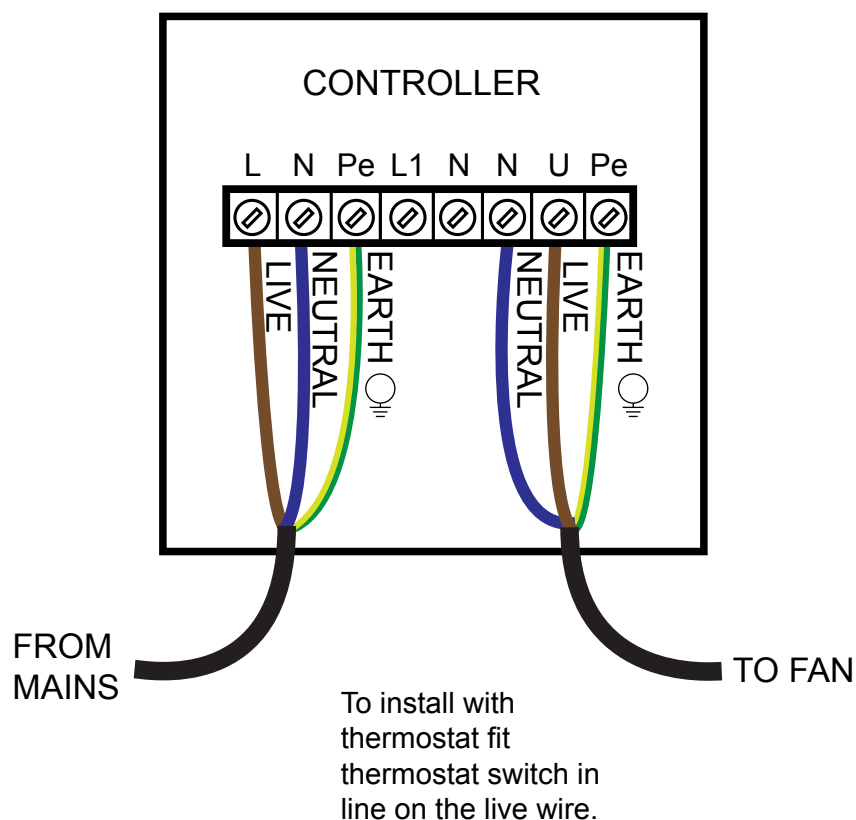 CONTROLLER
L N Pe L1 N N U Pe
LIVE
NEUTRAL
EARTH
NEUTRAL
LIVE
EARTH
FROM
MAINS
TO FAN
To install with
thermostat fit
thermostat switch in
line on the live wire.